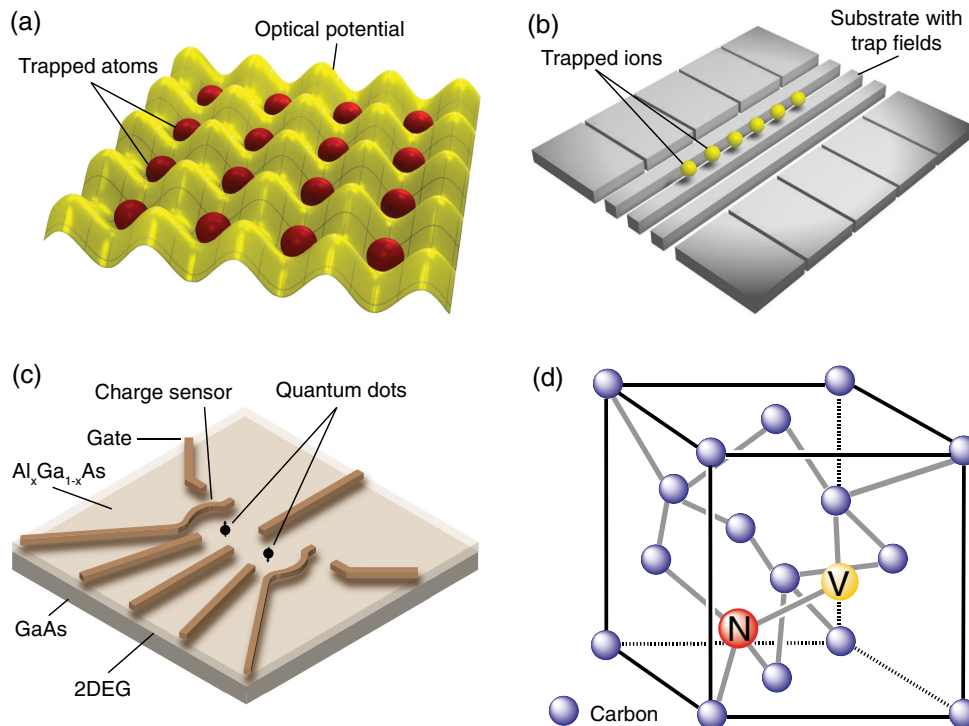 (a)
Optical potential
Trapped atoms
(b)
Substrate with
trap fields
Trapped ions
(c)
Charge sensor
Quantum dots
Gate
AlₓGa₁₋ₓAs
GaAs
2DEG
(d)
V
N
Carbon